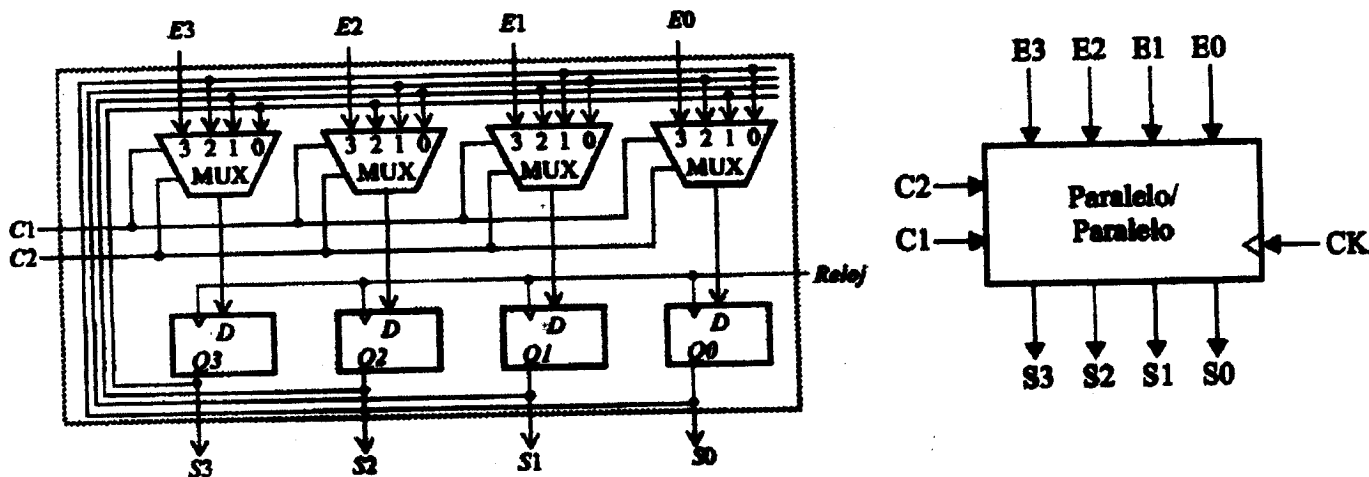 E3 E2 E1 E0
3 2 1 0 3 2 1 0 3 2 1 0 3 2 1 0
MUX MUX MUX MUX
C1
C2
Reloj
D D D D
Q3 Q2 Q1 Q0
S3 S2 S1 S0
E3 E2 E1 E0
C2
Paralelo/
Paralelo
C1
CK
S3 S2 S1 S0